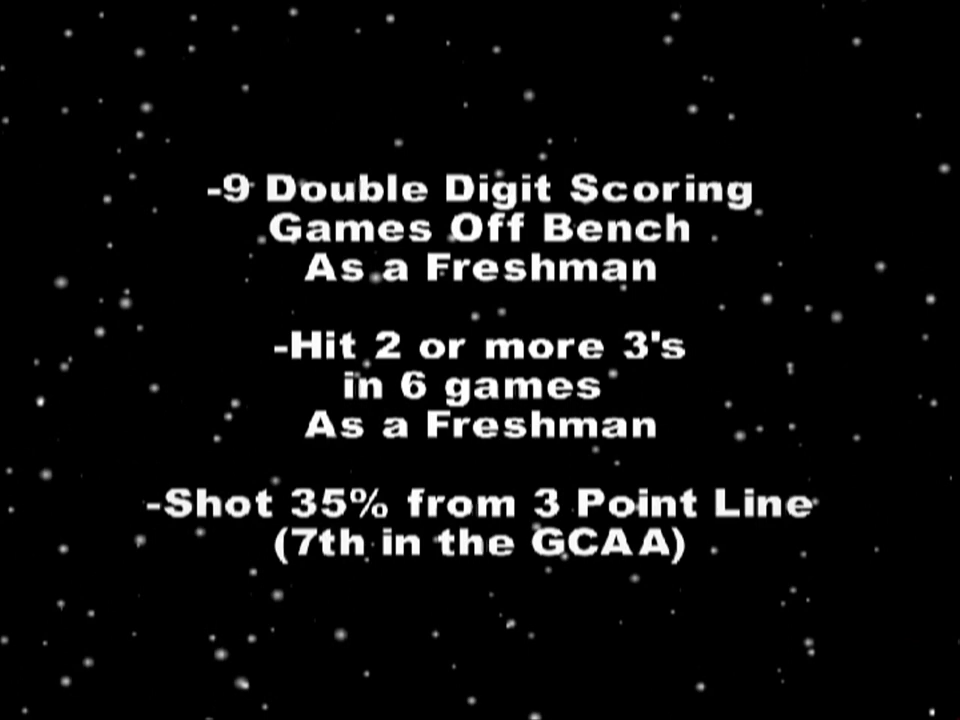 -9 Double Digit Scoring
Games Off Bench
As a Freshman
-Hit 2 or more 3's
in 6 games
As a Freshman
-Shot 35% from 3 Point Line
(7th in the GCAA)